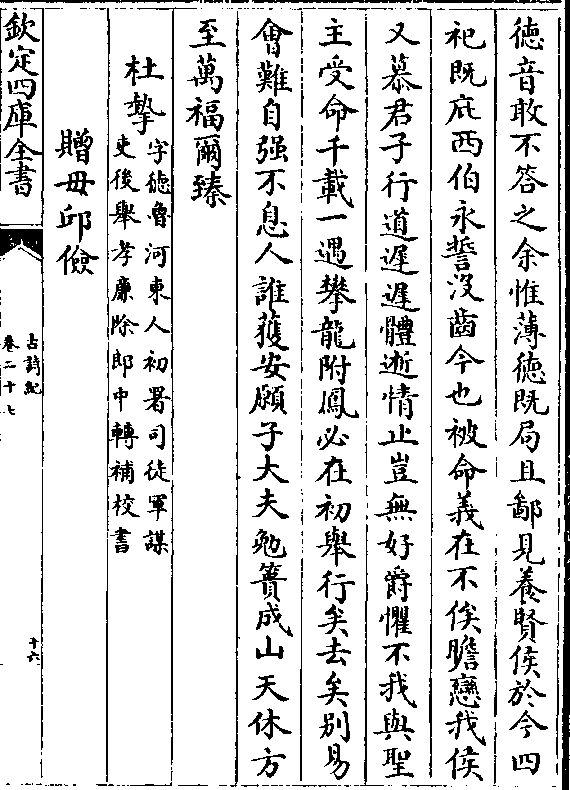 德音敢不答之余惟薄德既局且鄙見養賢侯於今四
祀既庇西伯永誓沒齒今也被命義在不俟瞻戀我侯
又慕君子行道遲遲體逝情止豈無好爵懼不我與聖
主受命千載一遇攀龍附鳳必在初舉行矣去矣别易
會難自强不息人誰獲安願子大夫勉簣成山天休方
至萬福爾臻
杜摯
字德魯河東人初署司徒軍謀
吏後舉孝廉除郎中轉補校書
贈毋邱儉
欽定四庫全書
古詩紀
卷二十七
十六